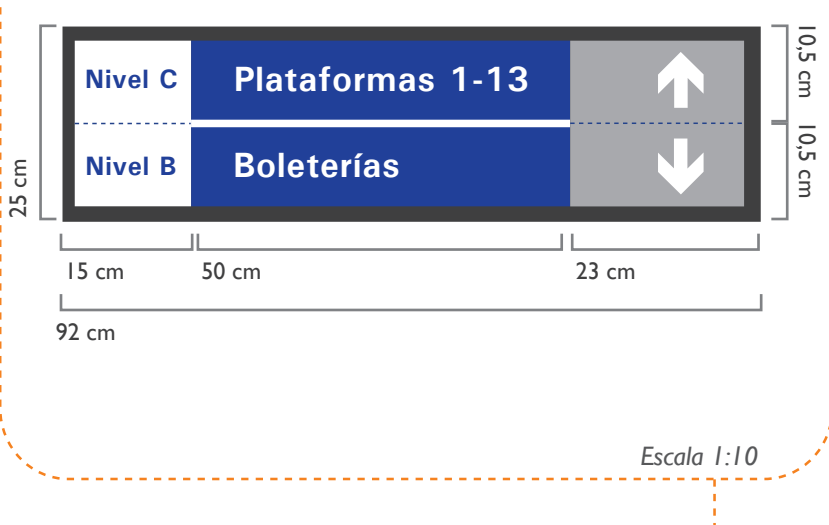 Nivel C Plataformas 1-13
10,5 cm
Nivel B Boleterías
10,5 cm
25 cm
15 cm 50 cm 23 cm
92 cm
Escala 1:10